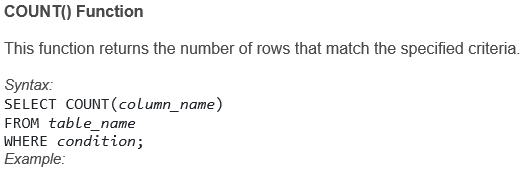 COUNT() Function
This function returns the number of rows that match the specified criteria.
Syntax:
SELECT COUNT(column_name)
FROM table_name
WHERE condition;
Example: